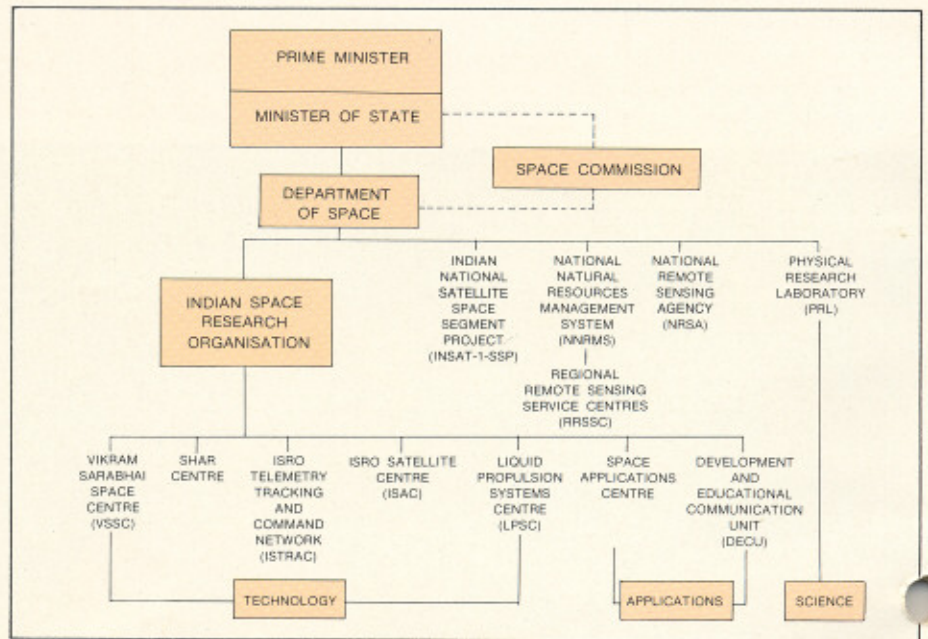 PRIME MINISTER
MINISTER OF STATE
SPACE COMMISSION
DEPARTMENT
OF SPACE
INDIAN SPACE
RESEARCH
ORGANISATION
INDIAN
NATIONAL
SATELLITE
SPACE
SEGMENT
PROJECT
(INSAT-1-SSP)
NATIONAL
NATURAL
RESOURCES
MANAGEMENT
SYSTEM
(NNRMS)
REGIONAL
REMOTE SENSING
SERVICE CENTRES
(RRSSC)
NATIONAL
REMOTE
SENSING
AGENCY
(NRSA)
PHYSICAL
RESEARCH
LABORATORY
(PRL)
VIKRAM
SARABHAI
SPACE
CENTRE
(VSSC)
SHAR
CENTRE
ISRO
TELEMETRY
TRACKING
AND
COMMAND
NETWORK
(ISTRAC)
ISRO SATELLITE
CENTRE
(ISAC)
LIQUID
PROPULSION
SYSTEMS
CENTRE
(LPSC)
SPACE
APPLICATIONS
CENTRE
DEVELOPMENT
AND
EDUCATIONAL
COMMUNICATION
UNIT
(DECU)
TECHNOLOGY
APPLICATIONS
SCIENCE